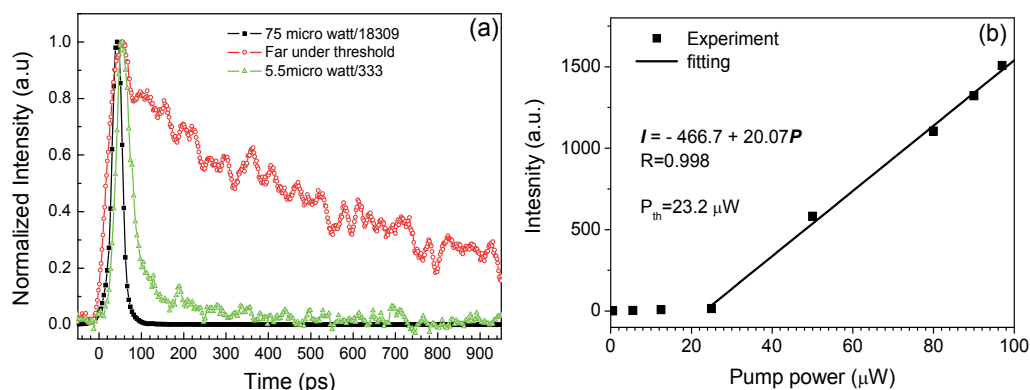 (a)
75 micro watt/18309
Far under threshold
5.5micro watt/333
1.0
0.8
0.6
0.4
0.2
0.0
Normalized Intensity (a.u)
0 100 200 300 400 500 600 700 800 900
Time (ps)
(b)
Experiment
fitting
I = - 466.7 + 20.07P
R=0.998
P_th=23.2 μW
1500
1000
500
0
Intesnity (a.u.)
0 20 40 60 80 100
Pump power (μW)